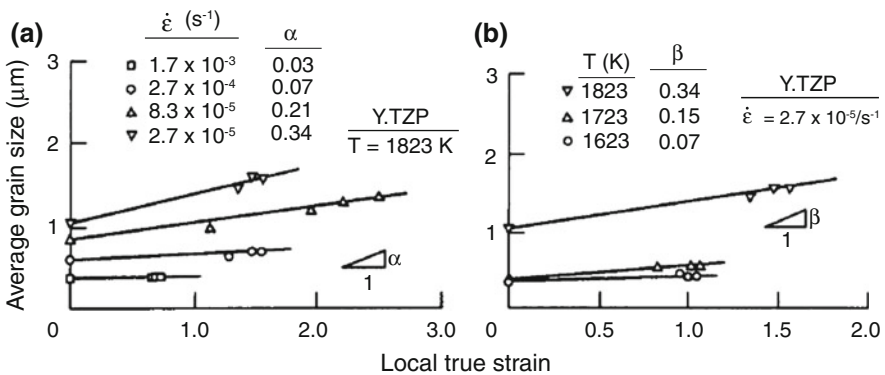 (a)
ε̇ (s⁻¹) α
1.7 x 10⁻³ 0.03
2.7 x 10⁻⁴ 0.07
8.3 x 10⁻⁵ 0.21
2.7 x 10⁻⁵ 0.34
Y.TZP
T = 1823 K
3
2
1
0
Average grain size (μm)
α
1
1.0 2.0 3.0
(b)
T (K) β
1823 0.34
1723 0.15
1623 0.07
Y.TZP
ε̇ = 2.7 x 10⁻⁵/s⁻¹
3
2
1
0
β
1
0.5 1.0 1.5 2.0
Local true strain